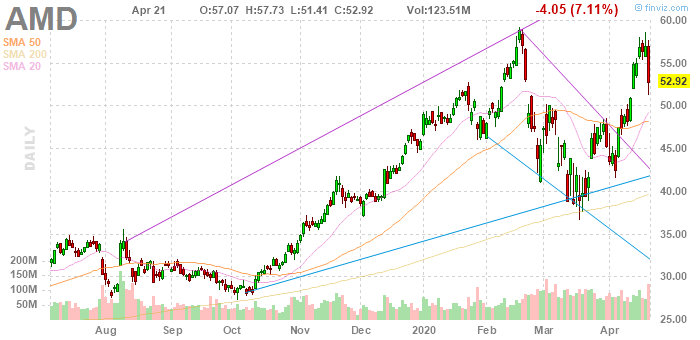 AMD Apr 21 O:57.07 H:57.73 L:51.41 C:52.92 Vol:123.51M -4.05 (7.11%) © finviz.com
SMA 50
SMA 200
SMA 20
DAILY
60.00
55.00
52.92
50.00
45.00
40.00
35.00
30.00
25.00
200M
150M
100M
50M
Aug Sep Oct Nov Dec 2020 Feb Mar Apr